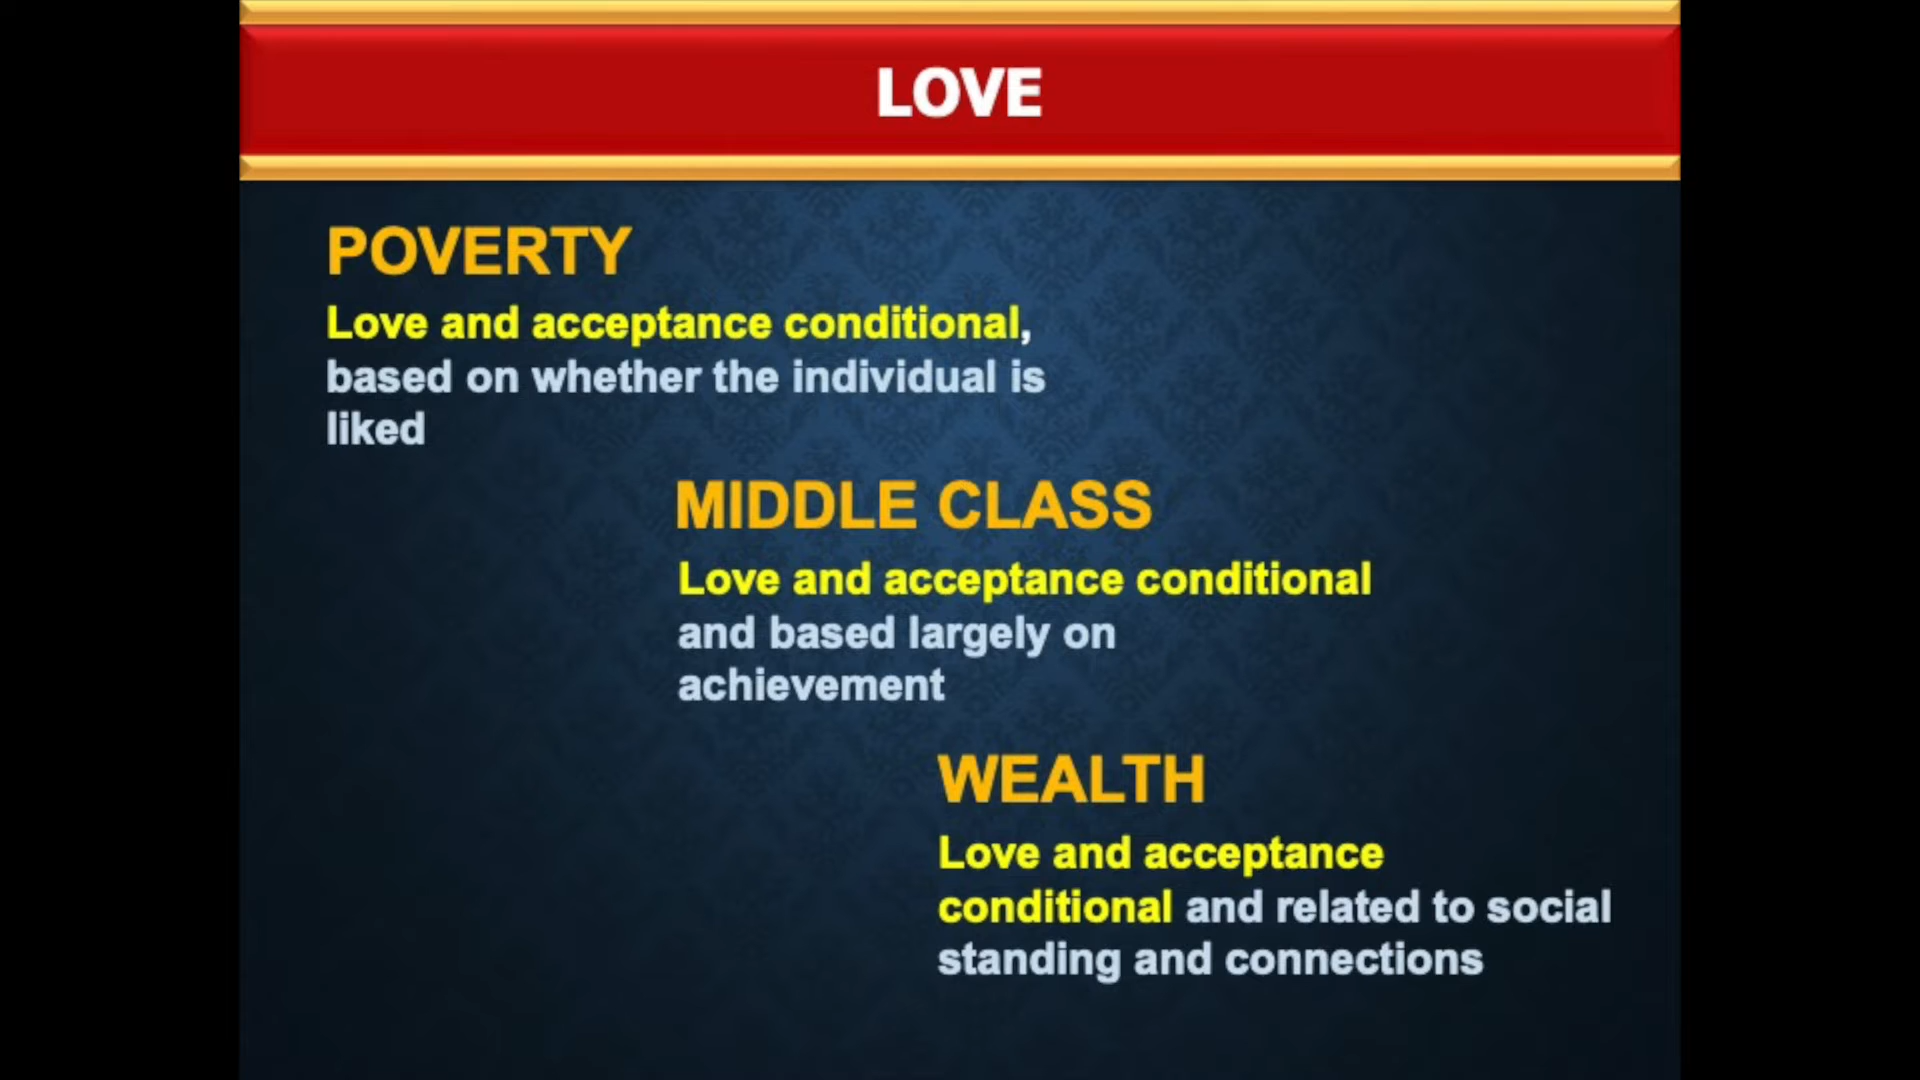 LOVE
POVERTY
Love and acceptance conditional,
based on whether the individual is
liked
MIDDLE CLASS
Love and acceptance conditional
and based largely on
achievement
WEALTH
Love and acceptance
conditional and related to social
standing and connections